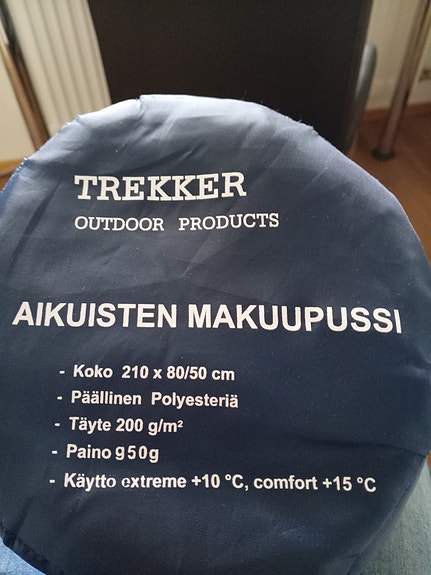 TREKKER
OUTDOOR PRODUCTS
AIKUISTEN MAKUUPUSSI
- Koko 210 x 80/50 cm
- Päällinen Polyesteriä
- Täyte 200 g/m²
- Paino 950g
- Käytto extreme +10 °C, comfort +15 °C